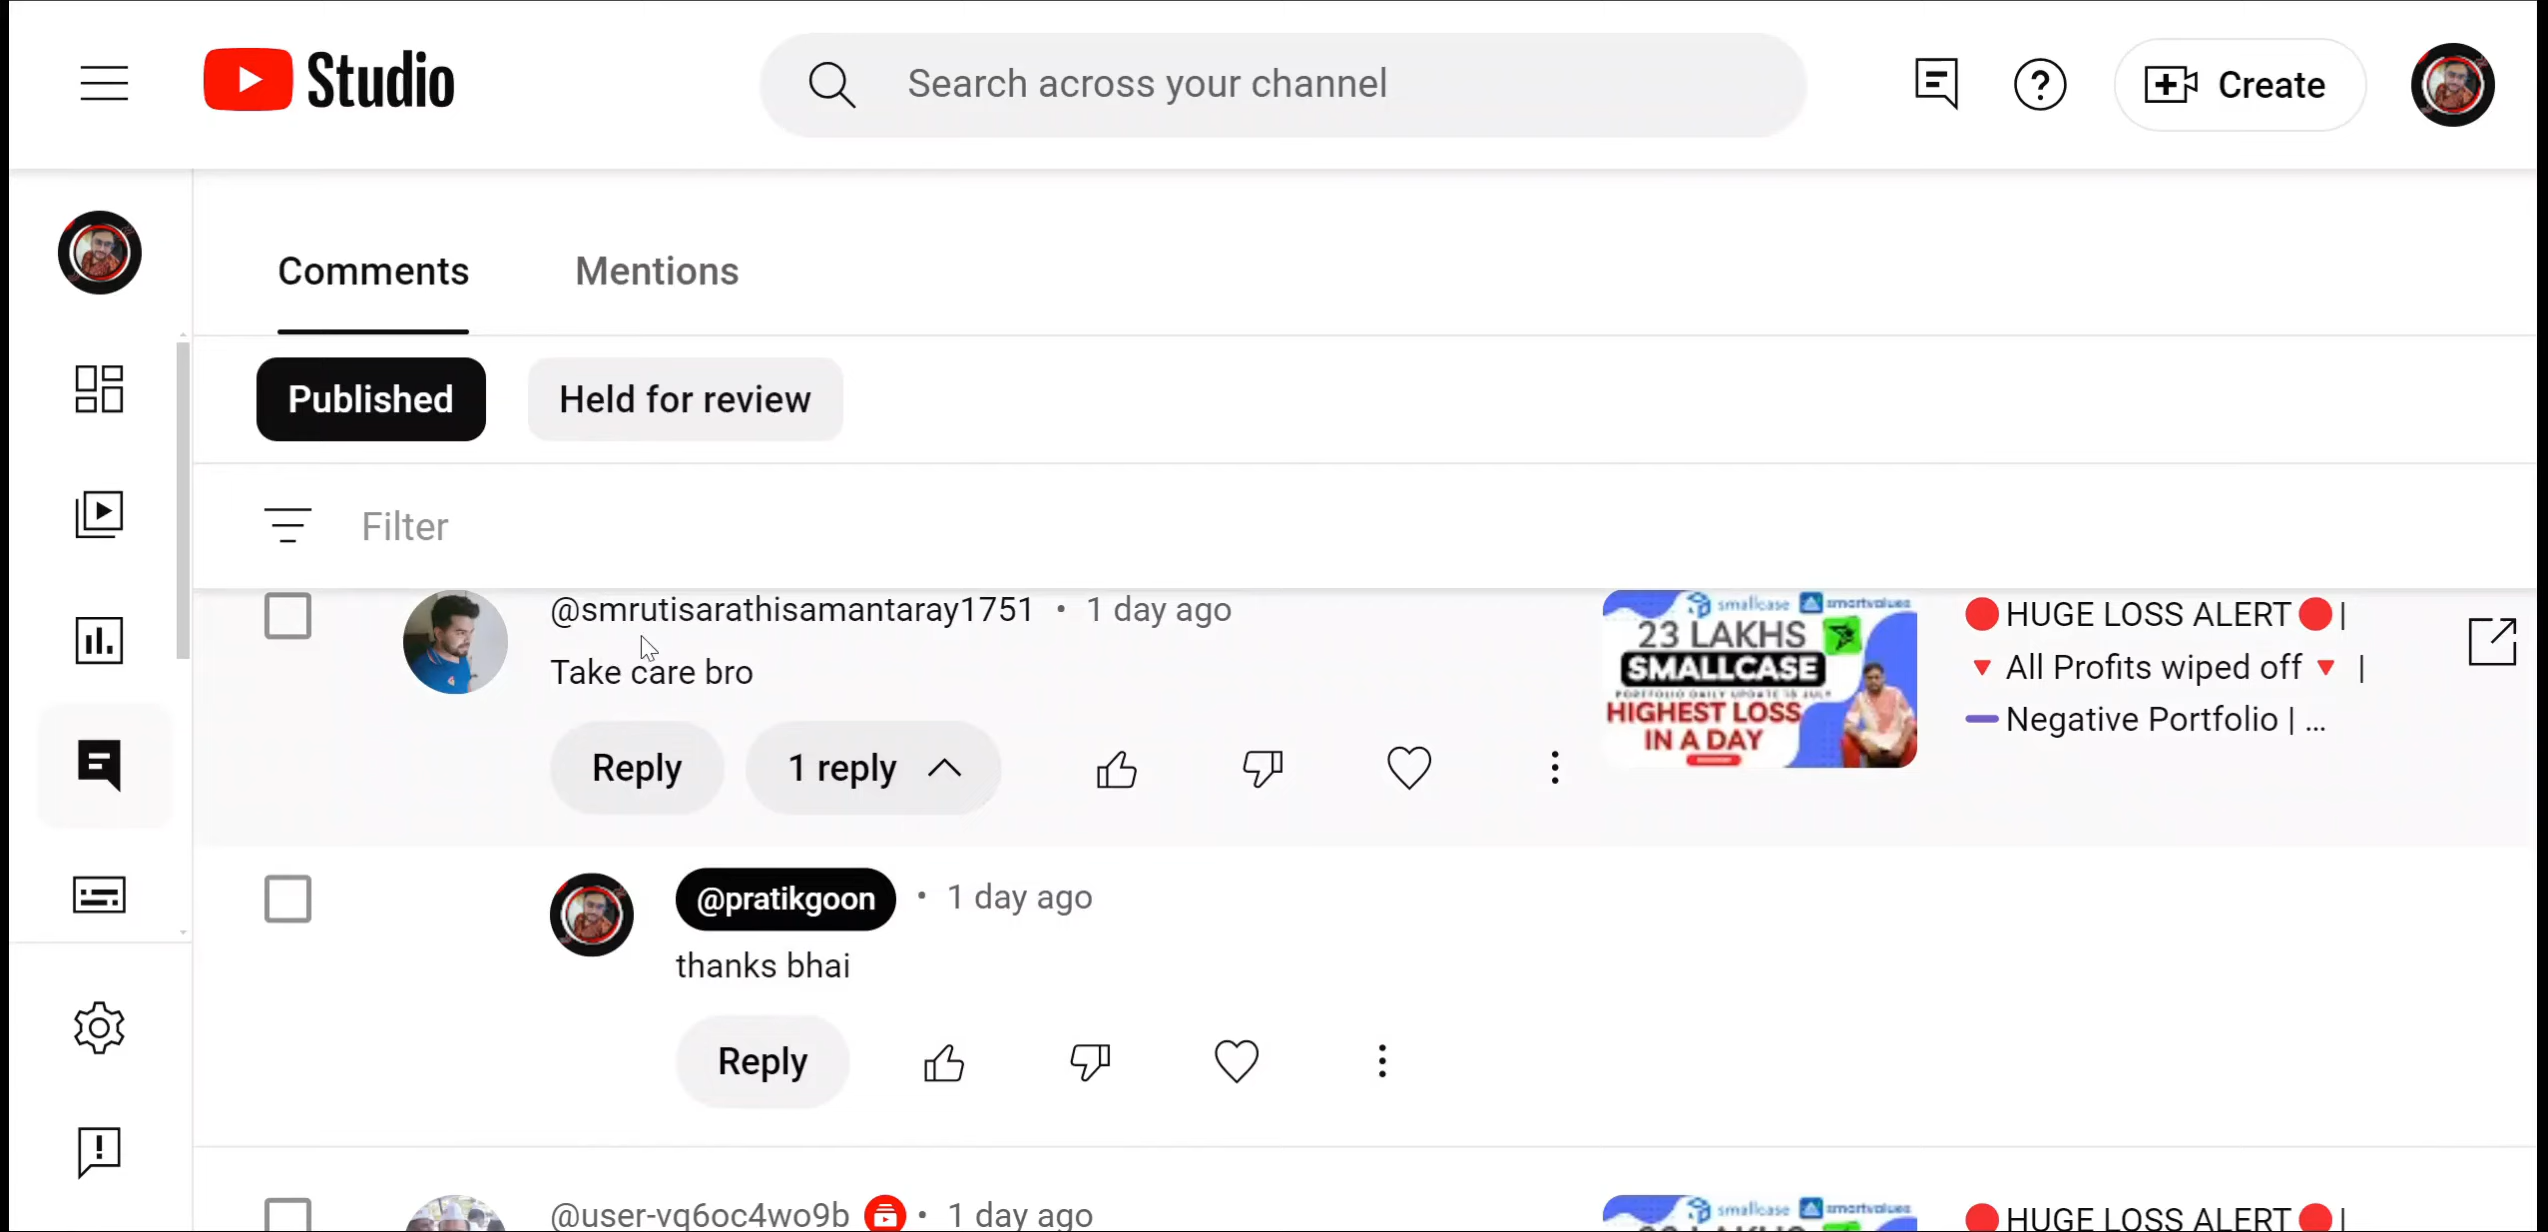 Studio
Search across your channel
Create
Comments
Mentions
Published
Held for review
Filter
@smrutisarathisamantaray1751 • 1 day ago
Take care bro
Reply
1 reply
smallcase smartvalues
23 LAKHS
SMALLCASE
PORTFOLIO DAILY UPDATE 18 JULY
HIGHEST LOSS
IN A DAY
🔴HUGE LOSS ALERT🔴|
🔻All Profits wiped off🔻 |
➖Negative Portfolio | ...
@pratikgoon • 1 day ago
thanks bhai
Reply
@user-vq6oc4wo9b • 1 day ago
smallcase smartvalues
🔴HUGE LOSS ALERT🔴|